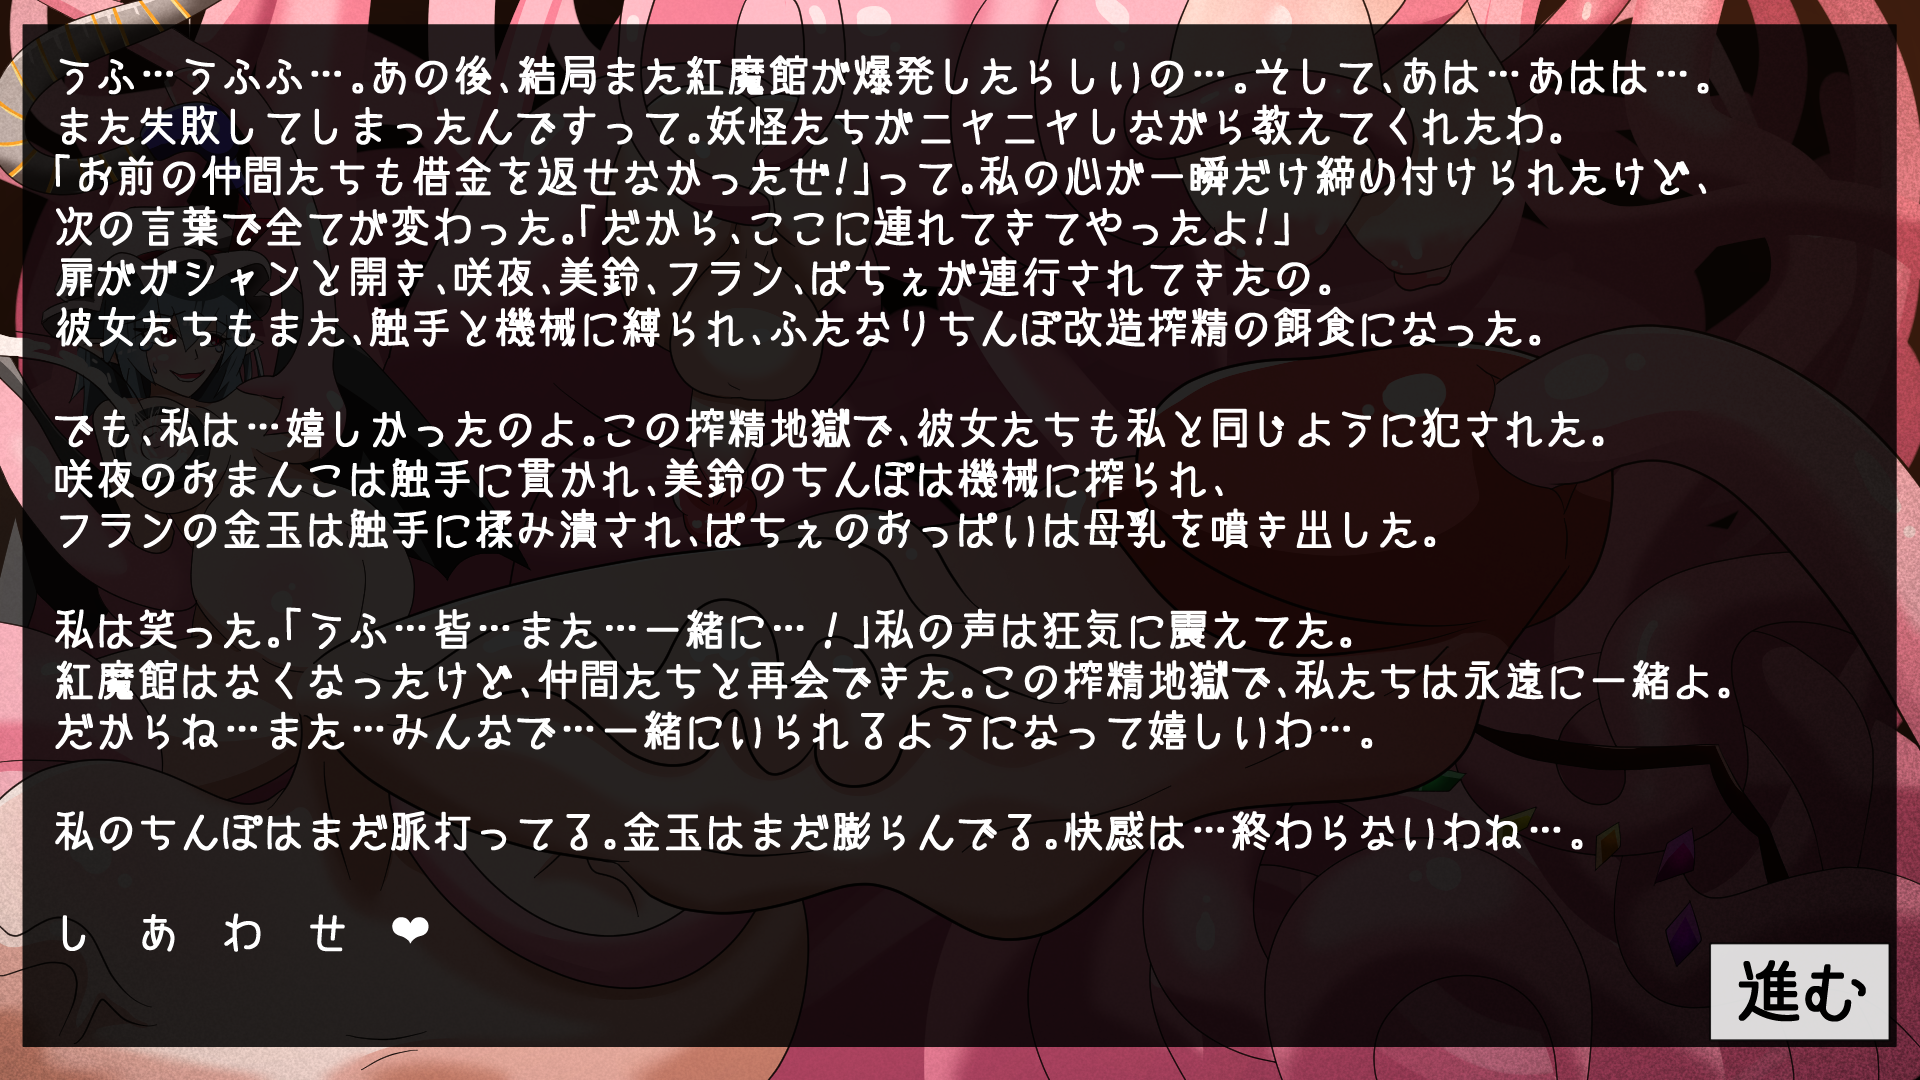 うふ…うふふ…。あの後、結局また紅魔館が爆発したらしいの…。そして、あは…あはは…。
また失敗してしまったんですって。妖怪たちがニヤニヤしながら教えてくれたわ。
「お前の仲間たちも借金を返せなかったぜ！」って。私の心が一瞬だけ締め付けられたけど、
次の言葉で全てが変わった。「だから、ここに連れてきてやったよ！」
扉がガシャンと開き、咲夜、美鈴、フラン、ぱちぇが連行されてきたの。
彼女たちもまた、触手と機械に縛られ、ふたなりちんぽ改造搾精の餌食になった。
でも、私は…嬉しかったのよ。この搾精地獄で、彼女たちも私と同じように犯された。
咲夜のおまんこは触手に貫かれ、美鈴のちんぽは機械に搾られ、
フランの金玉は触手に揉み潰され、ぱちぇのおっぱいは母乳を噴き出した。
私は笑った。「うふ…皆…また…一緒に…！」私の声は狂気に震えてた。
紅魔館はなくなったけど、仲間たちと再会できた。この搾精地獄で、私たちは永遠に一緒よ。
だからね…また…みんなで…一緒にいられるようになって嬉しいわ…。
私のちんぽはまだ脈打ってる。金玉はまだ膨らんでる。快感は…終わらないわね…。
し　あ　わ　せ　❤
進む